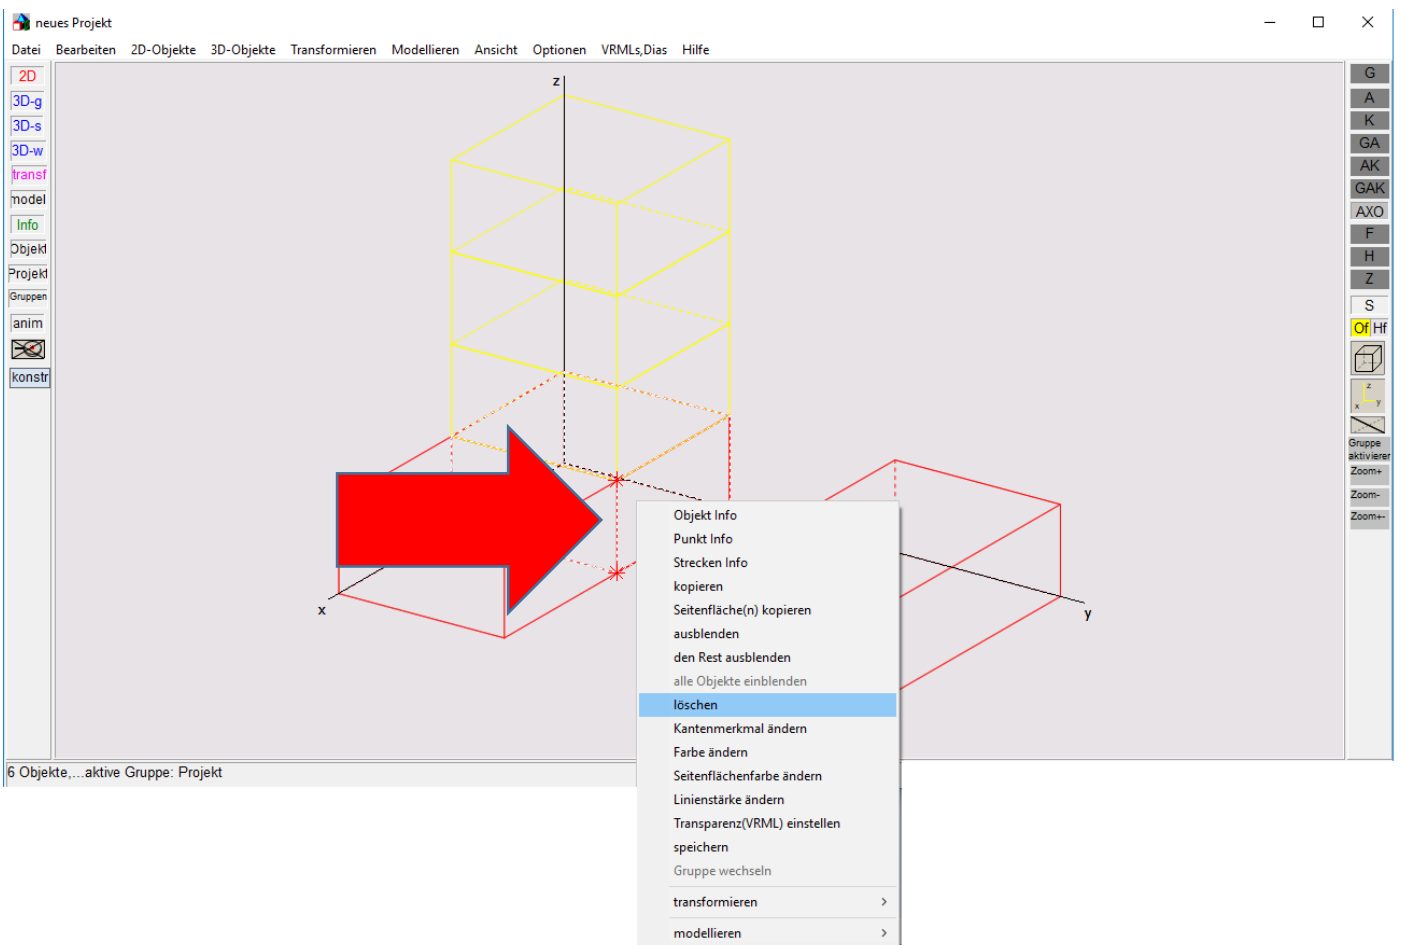 neues Projekt
Datei Bearbeiten 2D-Objekte 3D-Objekte Transformieren Modellieren Ansicht Optionen VRMLs,Dias Hilfe
2D
3D-g
3D-s
3D-w
transf
model
Info
Objekt
Projekt
Gruppen
anim
konstr
z
x
y
Objekt Info
Punkt Info
Strecken Info
kopieren
Seitenfläche(n) kopieren
ausblenden
den Rest ausblenden
alle Objekte einblenden
löschen
Kantenmerkmal ändern
Farbe ändern
Seitenflächenfarbe ändern
Linienstärke ändern
Transparenz(VRML) einstellen
speichern
Gruppe wechseln
transformieren
modellieren
G
A
K
GA
AK
GAK
AXO
F
H
Z
S
Of Hf
z
x y
Gruppe
aktivierer
Zoom+
Zoom-
Zoom+-
6 Objekte,...aktive Gruppe: Projekt